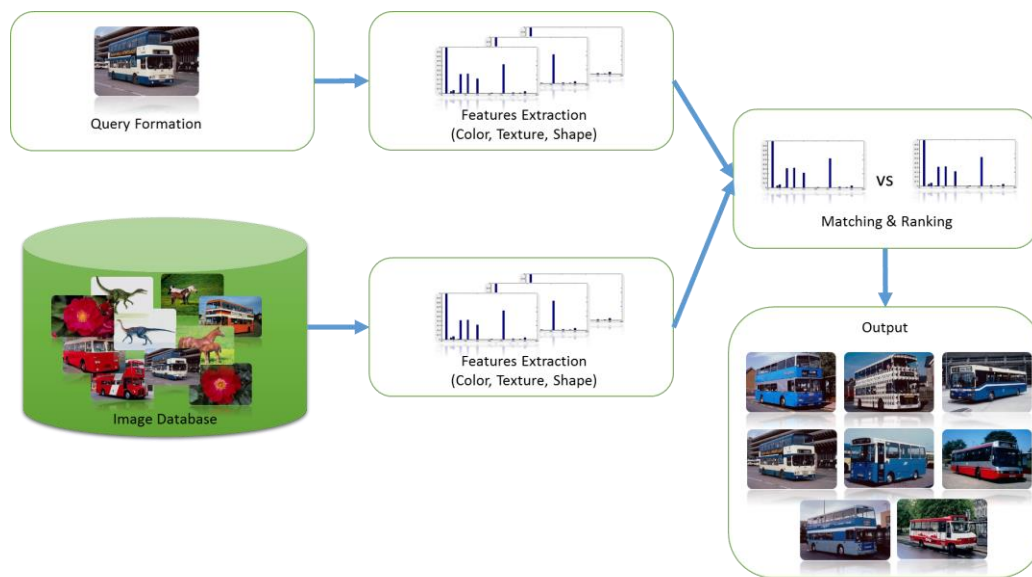 Query Formation
Features Extraction
(Color, Texture, Shape)
VS
Matching & Ranking
Image Database
Features Extraction
(Color, Texture, Shape)
Output